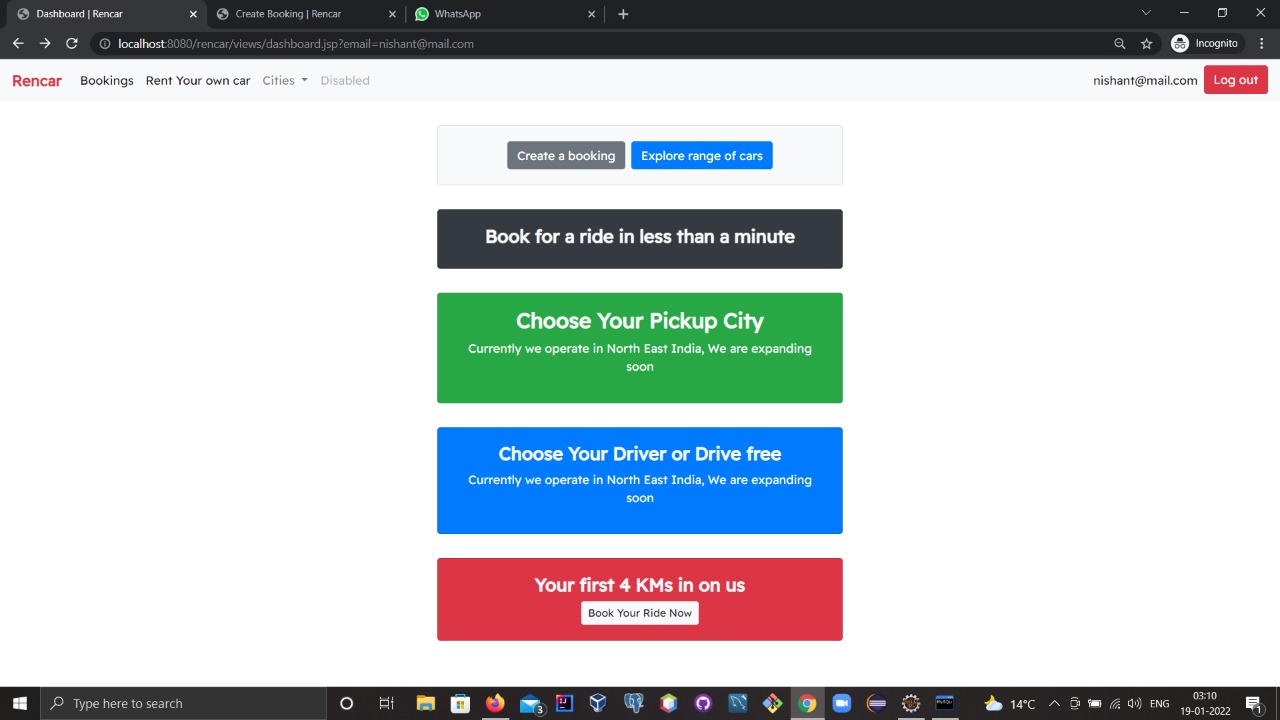 Dashboard | Rencar
Create Booking | Rencar
WhatsApp
localhost:8080/rencar/views/dashboard.jsp?email=nishant@mail.com
Incognito
Rencar
Bookings
Rent Your own car
Cities
Disabled
nishant@mail.com
Log out
Create a booking
Explore range of cars
Book for a ride in less than a minute
Choose Your Pickup City
Currently we operate in North East India, We are expanding
soon
Choose Your Driver or Drive free
Currently we operate in North East India, We are expanding
soon
Your first 4 KMs in on us
Book Your Ride Now
Type here to search
3
MySQL
14°C
ENG
03:10
19-01-2022
1